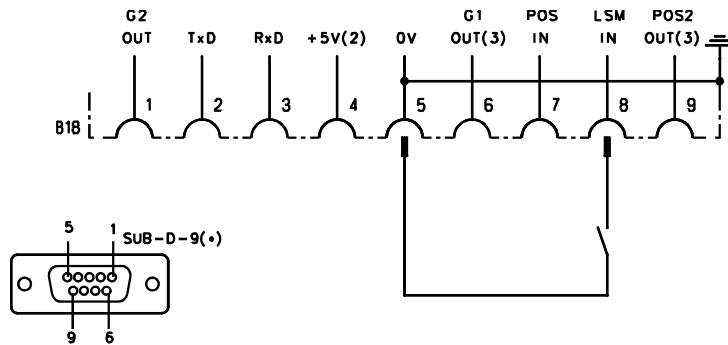 G2 G1 POS LSM POS2
OUT TxD RxD +5V(2) 0V OUT(3) IN IN OUT(3)
1 2 3 4 5 6 7 8 9
B18
5 1 SUB-D-9(•)
9 6